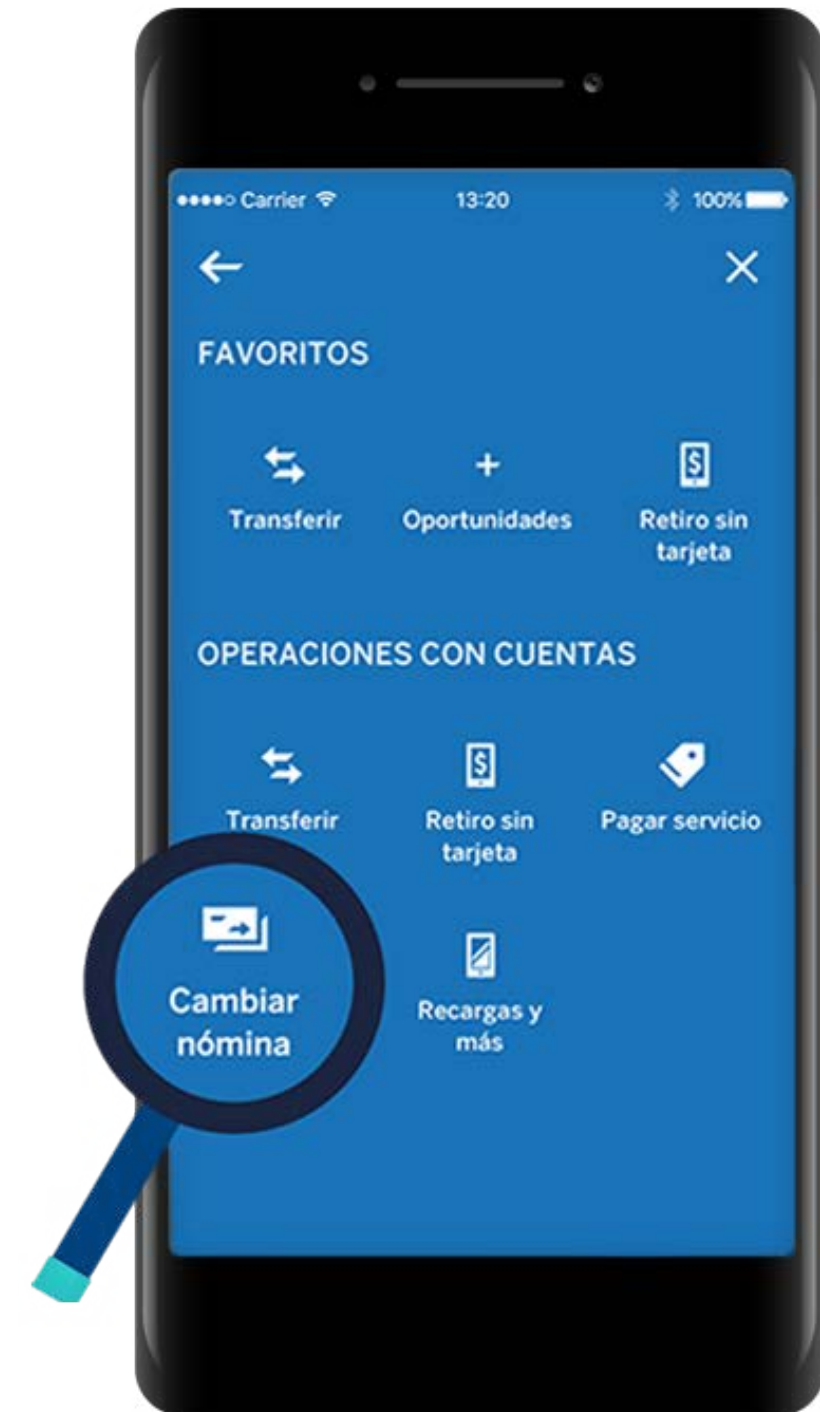 Carrier 13:20 100%
FAVORITOS
Transferir Oportunidades Retiro sin
tarjeta
OPERACIONES CON CUENTAS
Transferir Retiro sin Pagar servicio
tarjeta
Cambiar Recargas y
nómina más